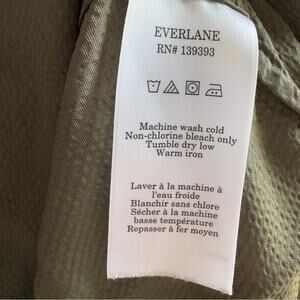 EVERLANE
RN# 139393
Machine wash cold
Non-chlorine bleach only
Tumble dry low
Warm iron
Laver à la machine à
l'eau froide
Blanchir sans chlore
Sécher à la machine
basse température
Repasser à fer moyen